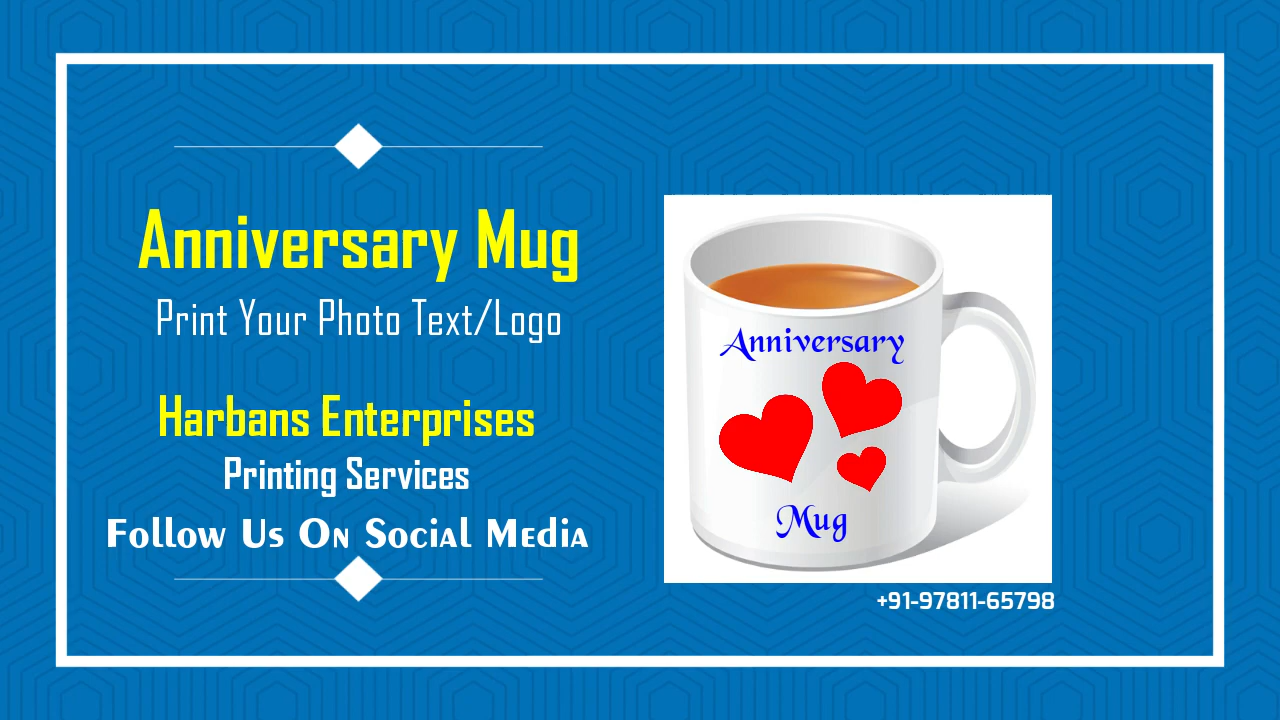 Anniversary Mug
Print Your Photo Text/Logo
Harbans Enterprises
Printing Services
Follow Us On Social Media
Anniversary
Mug
+91-97811-65798